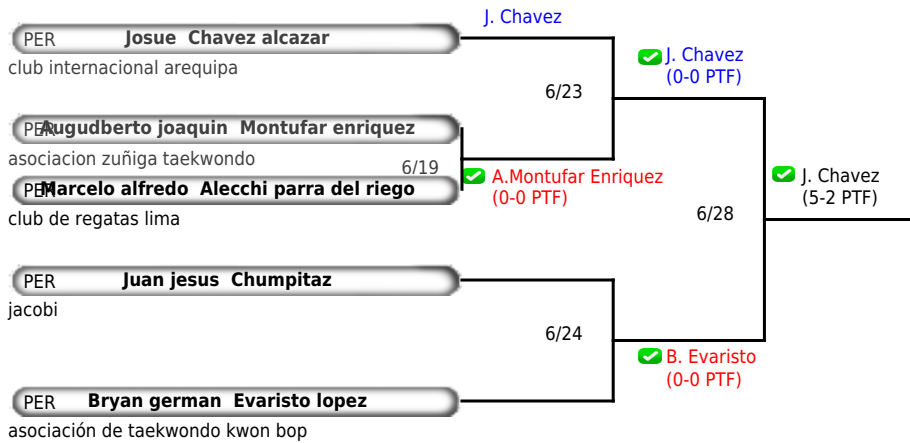 J. Chavez
PER Josue Chavez alcazar
club internacional arequipa
J. Chavez
(0-0 PTF)
6/23
PER Augudberto joaquin Montufar enriquez
asociacion zuñiga taekwondo
6/19
PER Marcelo alfredo Alecchi parra del riego
club de regatas lima
A.Montufar Enriquez
(0-0 PTF)
J. Chavez
(5-2 PTF)
6/28
PER Juan jesus Chumpitaz
jacobi
6/24
B. Evaristo
(0-0 PTF)
PER Bryan german Evaristo lopez
asociación de taekwondo kwon bop